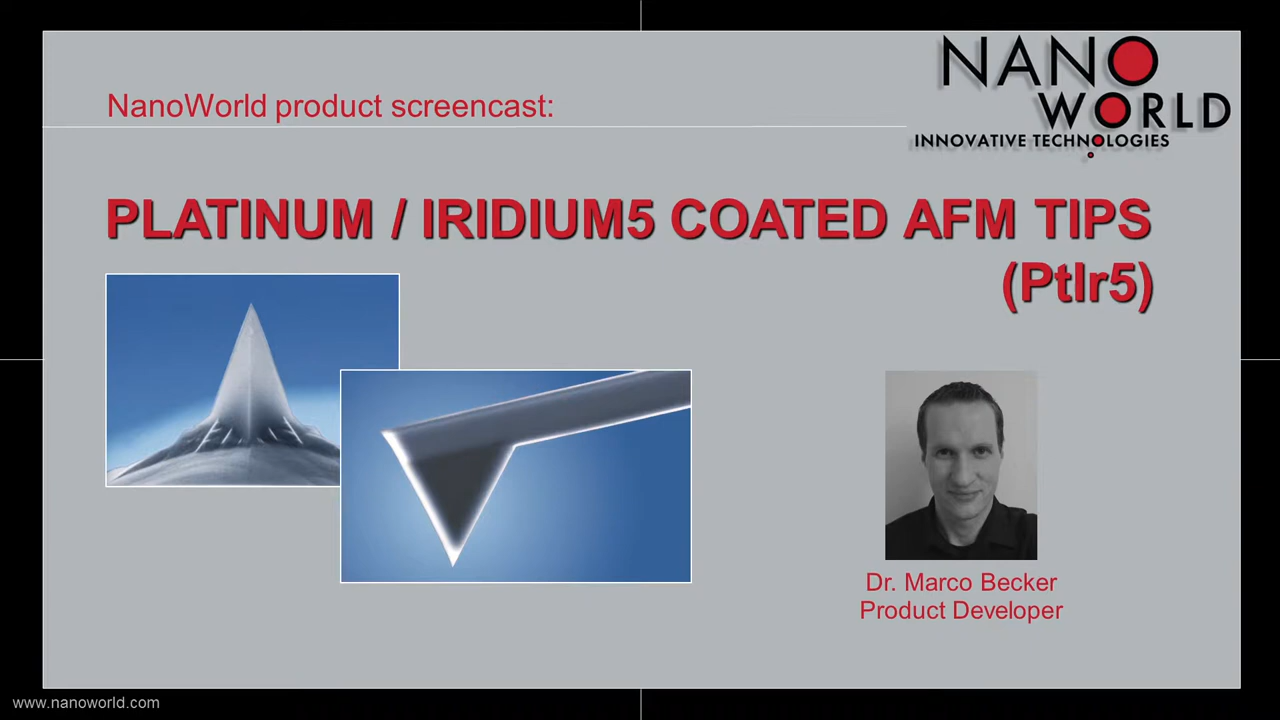 NANO
WORLD
INNOVATIVE TECHNOLOGIES
NanoWorld product screencast:
PLATINUM / IRIDIUM5 COATED AFM TIPS
(PtIr5)
Dr. Marco Becker
Product Developer
www.nanoworld.com